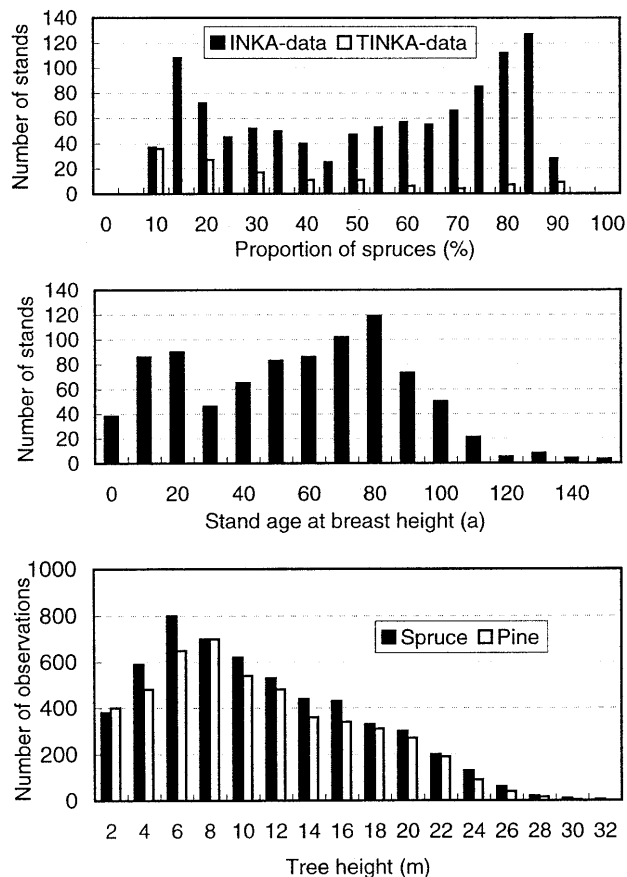 140
120
100
80
60
40
20
0
Number of stands
INKA-data TINKA-data
0 10 20 30 40 50 60 70 80 90 100
Proportion of spruces (%)
140
120
100
80
60
40
20
0
Number of stands
0 20 40 60 80 100 120 140
Stand age at breast height (a)
1000
800
600
400
200
0
Number of observations
Spruce Pine
2 4 6 8 10 12 14 16 18 20 22 24 26 28 30 32
Tree height (m)